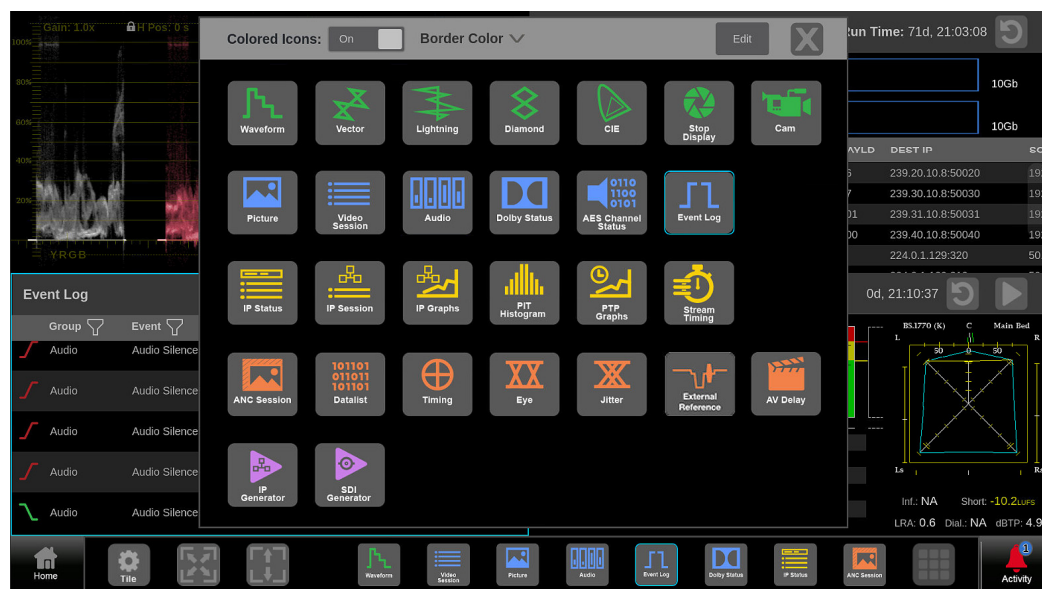 Gain: 1.0x
H Pos: 0 s
100%
80%
60%
40%
20%
YRGB
Colored Icons:
On
Border Color
Edit
X
Run Time: 71d, 21:03:08
10Gb
10Gb
DEST IP
239.20.10.8:50020
239.30.10.8:50030
239.31.10.8:50031
239.40.10.8:50040
224.0.1.129:320
Waveform
Vector
Lightning
Diamond
CIE
Stop
Display
Cam
Picture
Video
Session
Audio
Dolby Status
0110
1100
0101
AES Channel
Status
Event Log
IP Status
IP Session
IP Graphs
PIT
Histogram
PTP
Graphs
Stream
Timing
ANC Session
101101
011011
101101
Datalist
Timing
Eye
Jitter
External
Reference
AV Delay
IP
Generator
SDI
Generator
Event Log
Group
Event
Audio
Audio Silence
Audio
Audio Silence
Audio
Audio Silence
Audio
Audio Silence
Audio
Audio Silence
0d, 21:10:37
BS.1770 (K)
C
Main Bed
L
R
50
50
Ls
Inf.: NA
Short: -10.2LUFS
LRA: 0.6
Dial.: NA
dBTP: 4.9
Home
Tile
Waveform
Video
Session
Picture
Audio
Event Log
Dolby Status
IP Status
ANC Session
1
Activity